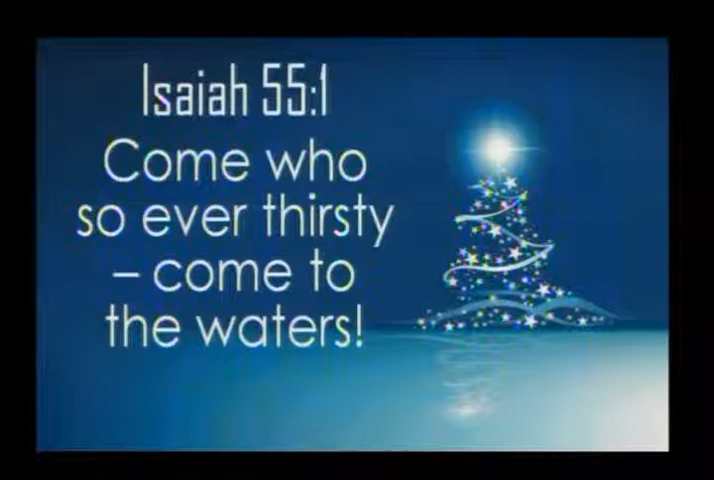 Isaiah 55:1
Come who
so ever thirsty
– come to
the waters!